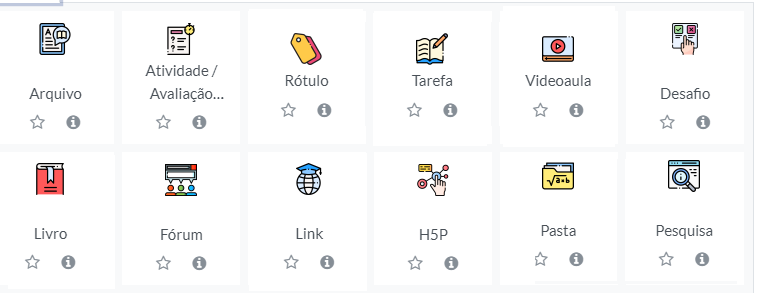 Arquivo
Atividade /
Avaliação...
Rótulo
Tarefa
Videoaula
Desafio
Livro
Fórum
Link
H5P
Pasta
Pesquisa